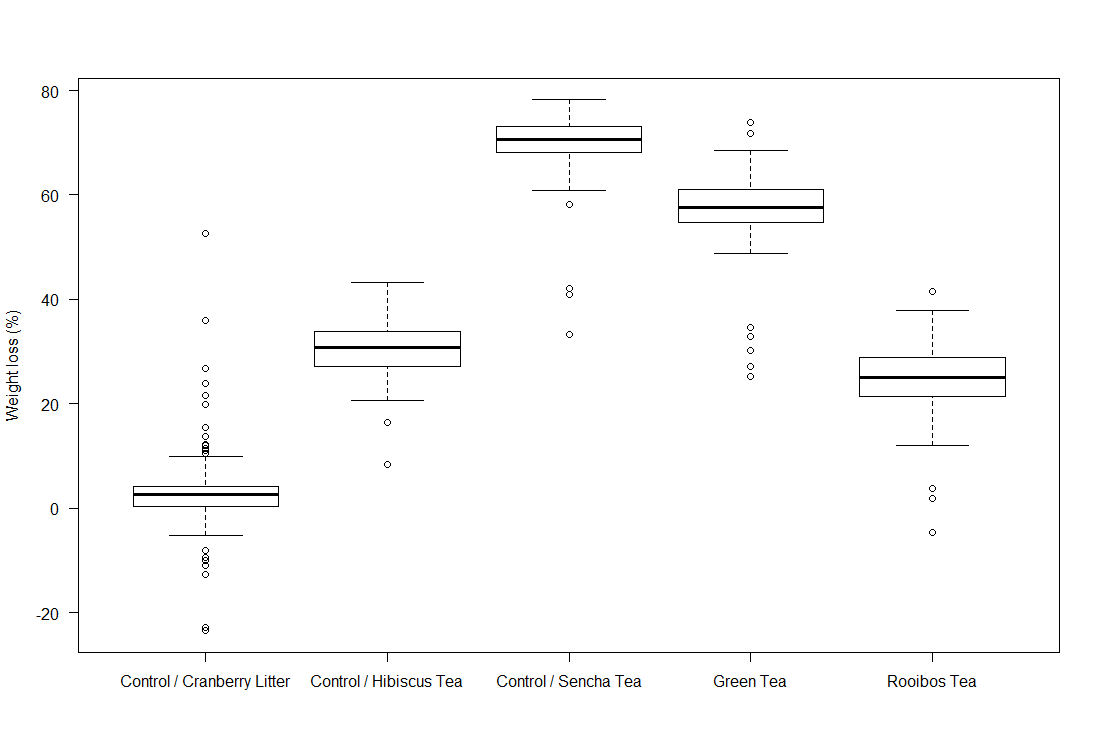 80
60
40
20
0
-20
Weight loss (%)
Control / Cranberry Litter
Control / Hibiscus Tea
Control / Sencha Tea
Green Tea
Rooibos Tea